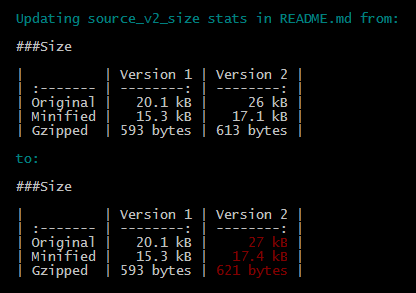 Updating source_v2_size stats in README.md from:
###Size
|          | Version 1 | Version 2 |
| :------- | --------: | --------: |
| Original |   20.1 kB |     26 kB |
| Minified |   15.3 kB |   17.1 kB |
| Gzipped  | 593 bytes | 613 bytes |
to:
###Size
|          | Version 1 | Version 2 |
| :------- | --------: | --------: |
| Original |   20.1 kB |     27 kB |
| Minified |   15.3 kB |   17.4 kB |
| Gzipped  | 593 bytes | 621 bytes |